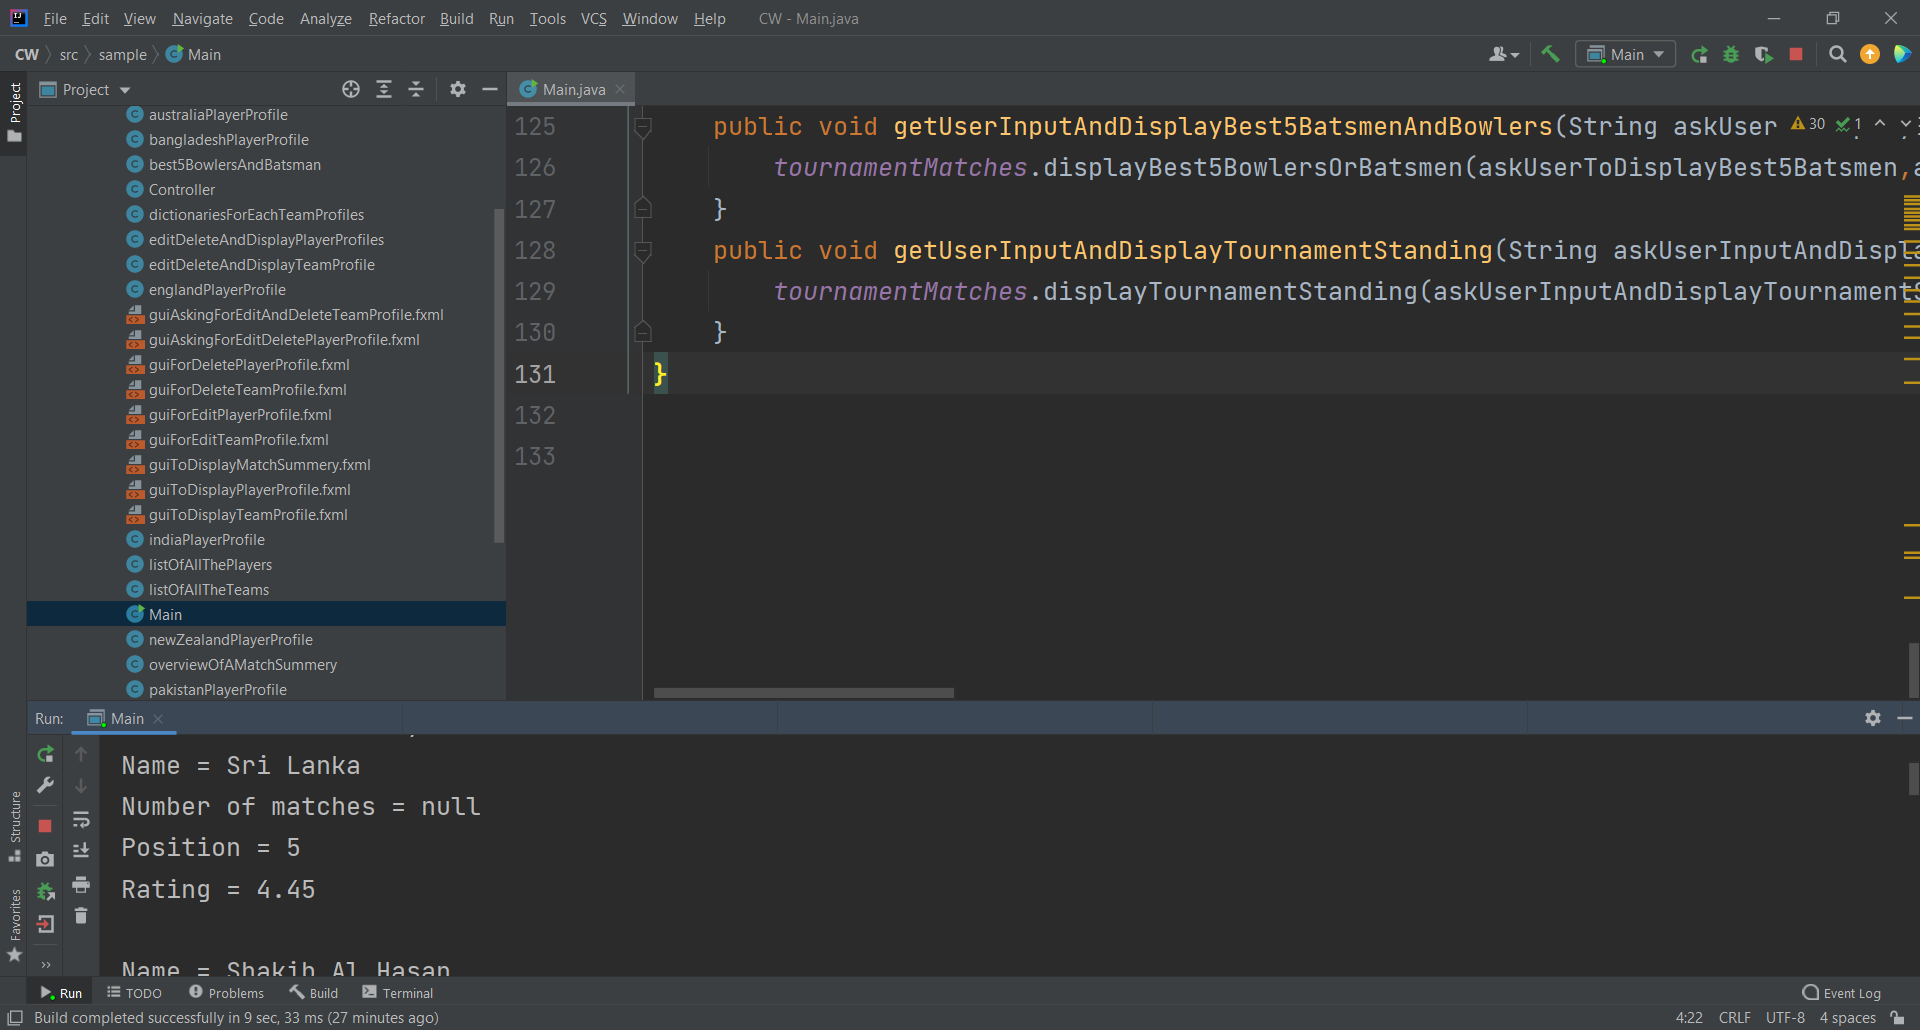 File Edit View Navigate Code Analyze Refactor Build Run Tools VCS Window Help CW - Main.java
CW src sample Main
Main
Project
Project
Main.java
australiaPlayerProfile
bangladeshPlayerProfile
best5BowlersAndBatsman
Controller
dictionariesForEachTeamProfiles
editDeleteAndDisplayPlayerProfiles
editDeleteAndDisplayTeamProfile
englandPlayerProfile
guiAskingForEditAndDeleteTeamProfile.fxml
guiAskingForEditDeletePlayerProfile.fxml
guiForDeletePlayerProfile.fxml
guiForDeleteTeamProfile.fxml
guiForEditPlayerProfile.fxml
guiForEditTeamProfile.fxml
guiToDisplayMatchSummery.fxml
guiToDisplayPlayerProfile.fxml
guiToDisplayTeamProfile.fxml
indiaPlayerProfile
listOfAllThePlayers
listOfAllTheTeams
Main
newZealandPlayerProfile
overviewOfAMatchSummery
pakistanPlayerProfile
125 public void getUserInputAndDisplayBest5BatsmenAndBowlers(String askUser 30 1
126 tournamentMatches.displayBest5BowlersOrBatsmen(askUserToDisplayBest5Batsmen,a
127 }
128 public void getUserInputAndDisplayTournamentStanding(String askUserInputAndDispla
129 tournamentMatches.displayTournamentStanding(askUserInputAndDisplayTournamentS
130 }
131 }
132
133
Run: Main
Name = Sri Lanka
Number of matches = null
Position = 5
Rating = 4.45
Name = Shakib Al Hasan
Structure
Favorites
Run TODO Problems Build Terminal Event Log
Build completed successfully in 9 sec, 33 ms (27 minutes ago) 4:22 CRLF UTF-8 4 spaces